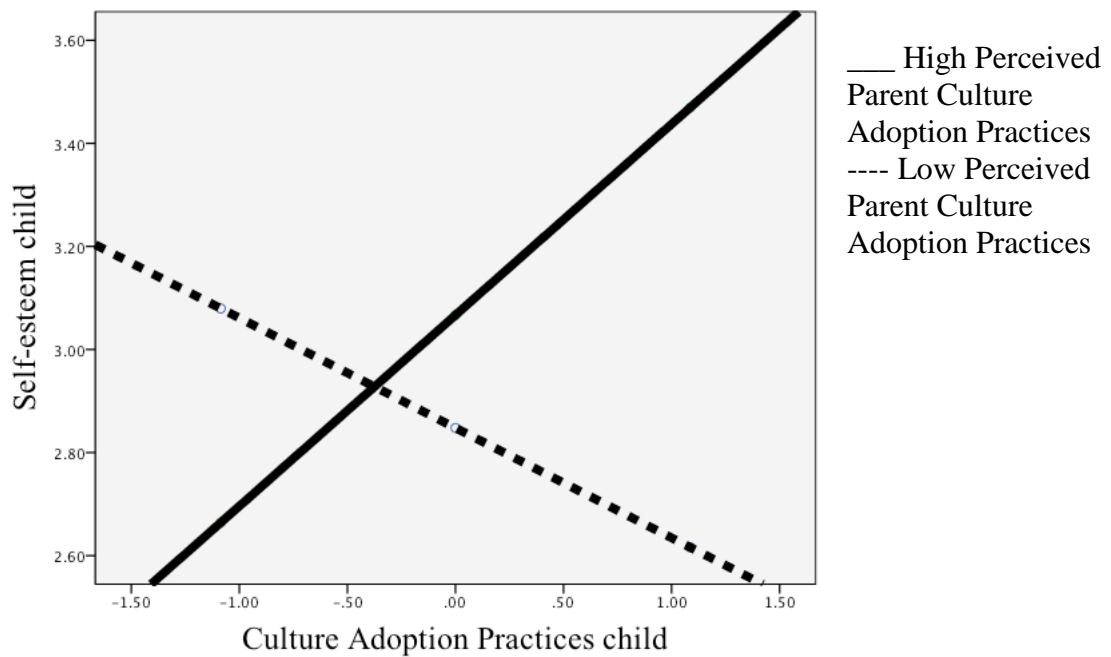 3.60
3.40
3.20
3.00
2.80
2.60
Self-esteem child
-1.50
-1.00
-.50
.00
.50
1.00
1.50
Culture Adoption Practices child
___ High Perceived
Parent Culture
Adoption Practices
---- Low Perceived
Parent Culture
Adoption Practices